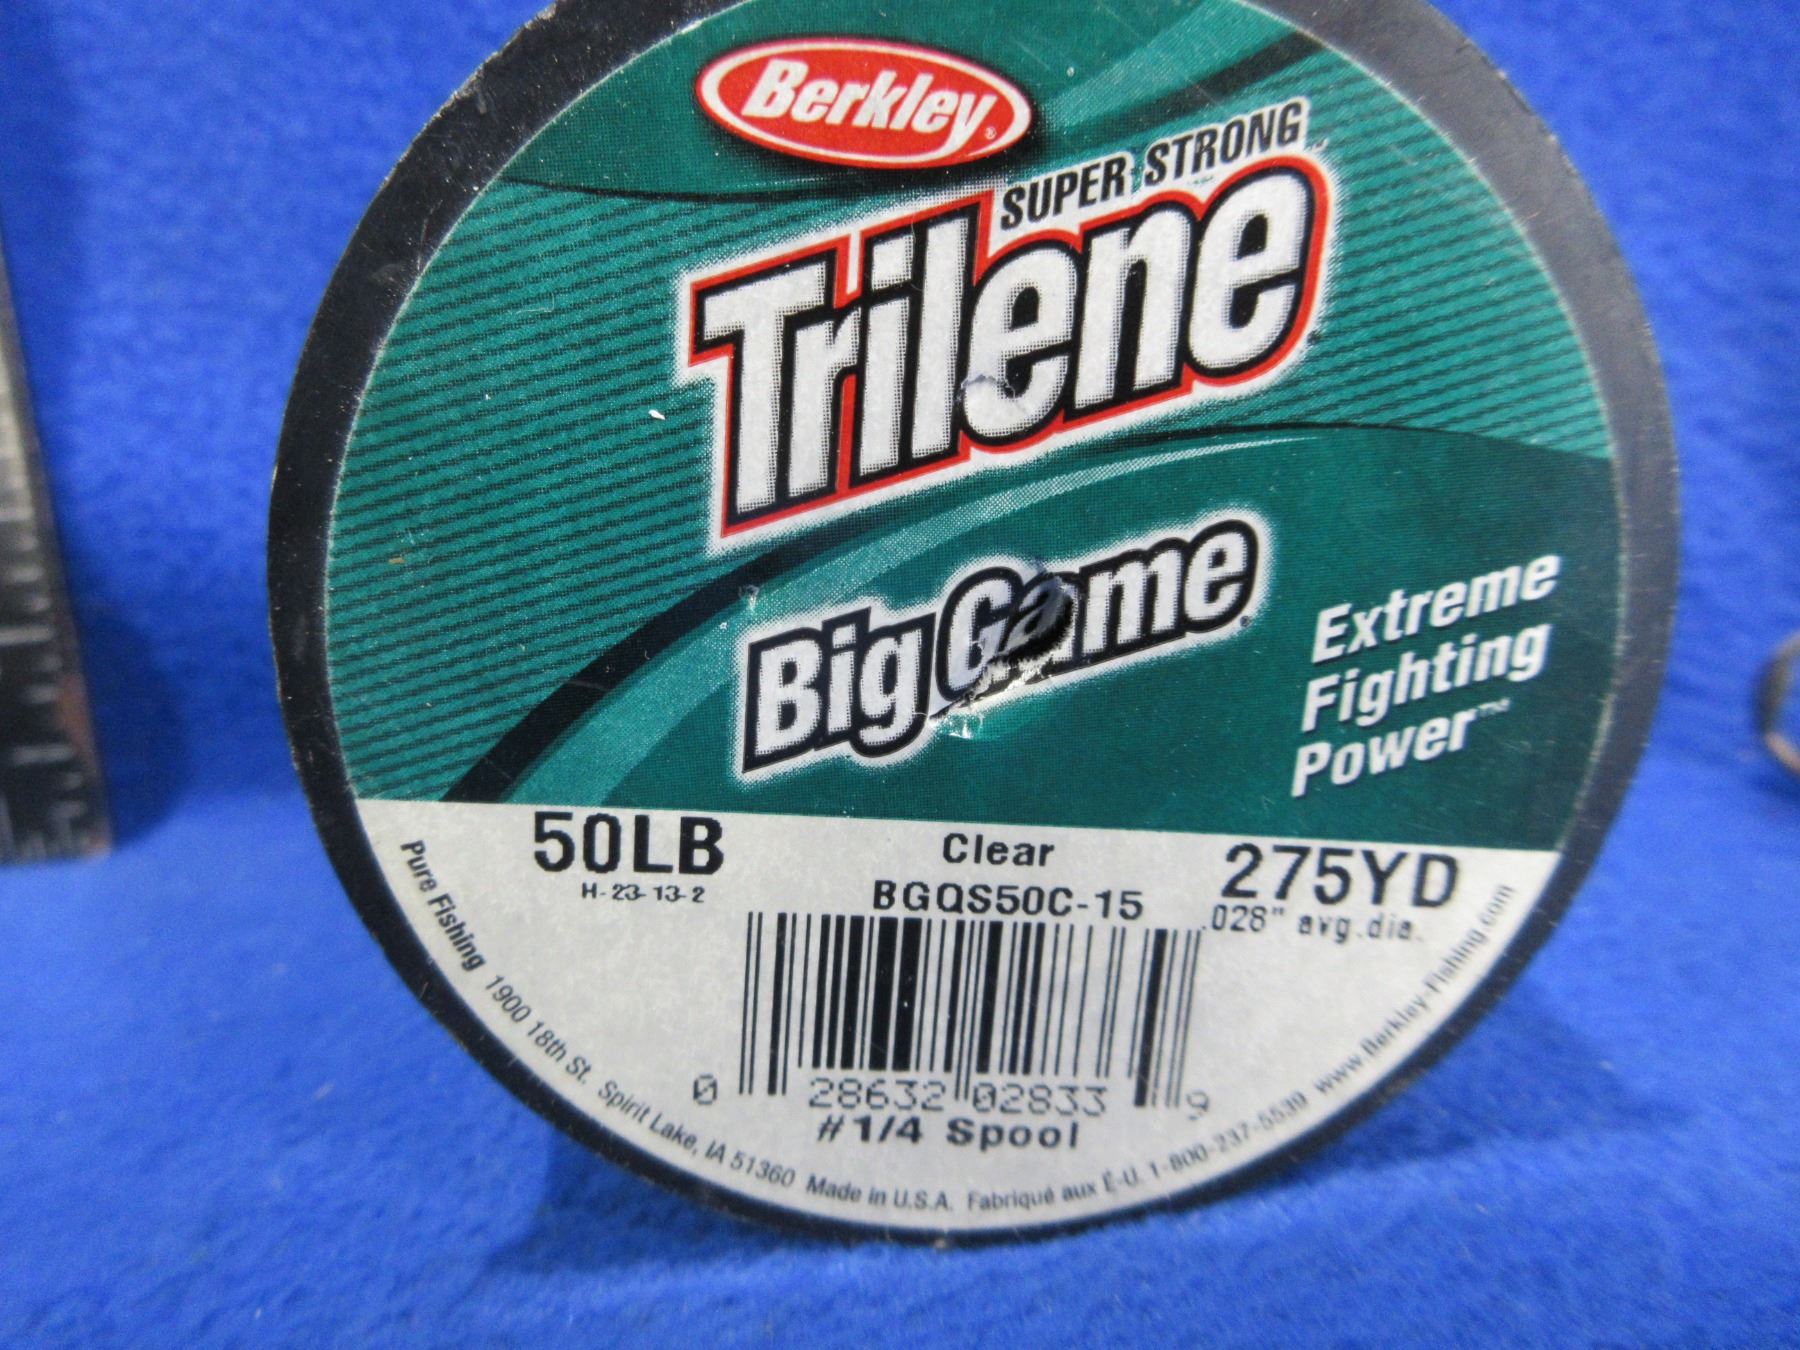 Berkley®
SUPER STRONG™
Trilene
Big Game®
Extreme
Fighting
Power™
50LB
H-23-13-2
Clear
BGQS50C-15
275YD
.028" avg.dia.
0 28632 02833 9
#1/4 Spool
Pure Fishing 1900 18th St. Spirit Lake, IA 51360 Made in U.S.A. Fabriqué aux É-U. 1-800-237-5539 www.Berkley-Fishing.com